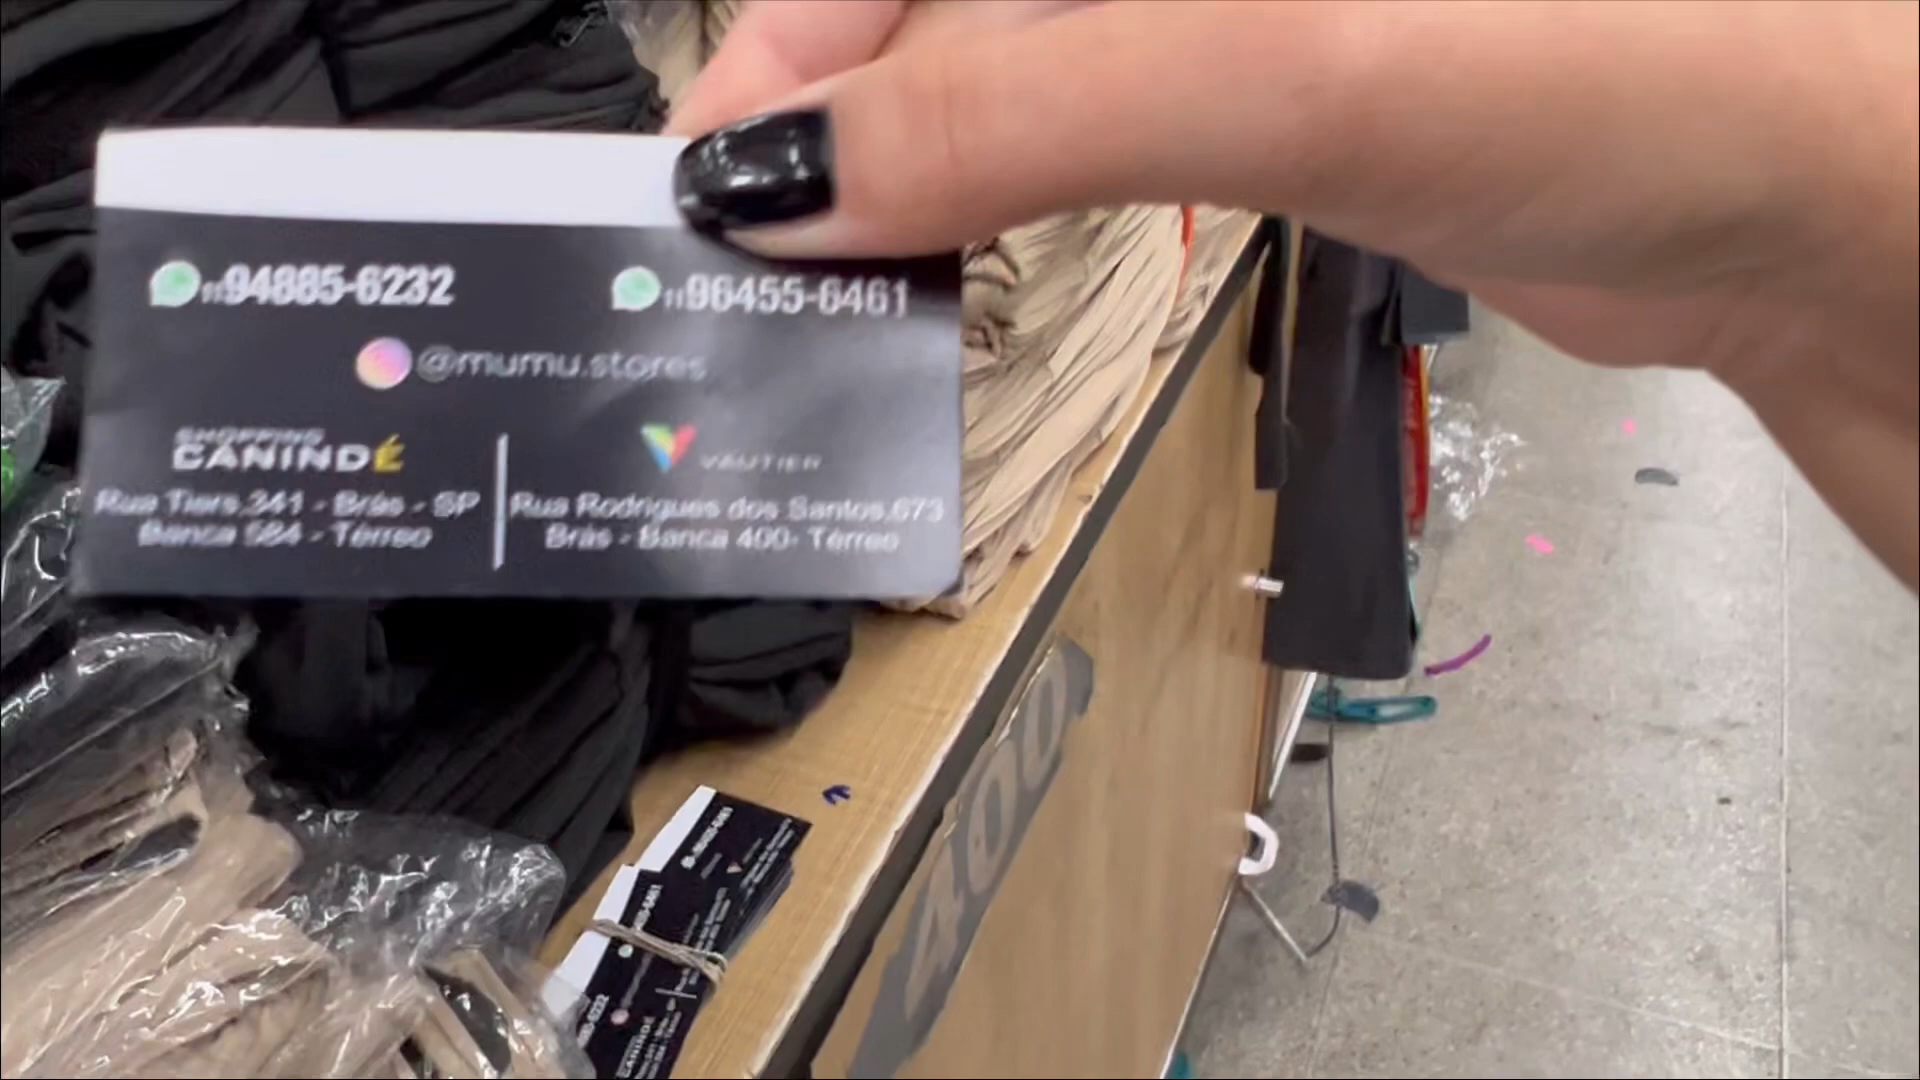 11 94885-6232
11 96455-6461
@mumu.stores
SHOPPING
CANINDÉ
Rua Tiers,341 - Brás - SP
Banca 584 - Térreo
VAUTIER
Rua Rodrigues dos Santos,673
Brás - Banca 400- Térreo
400
CANINDÉ